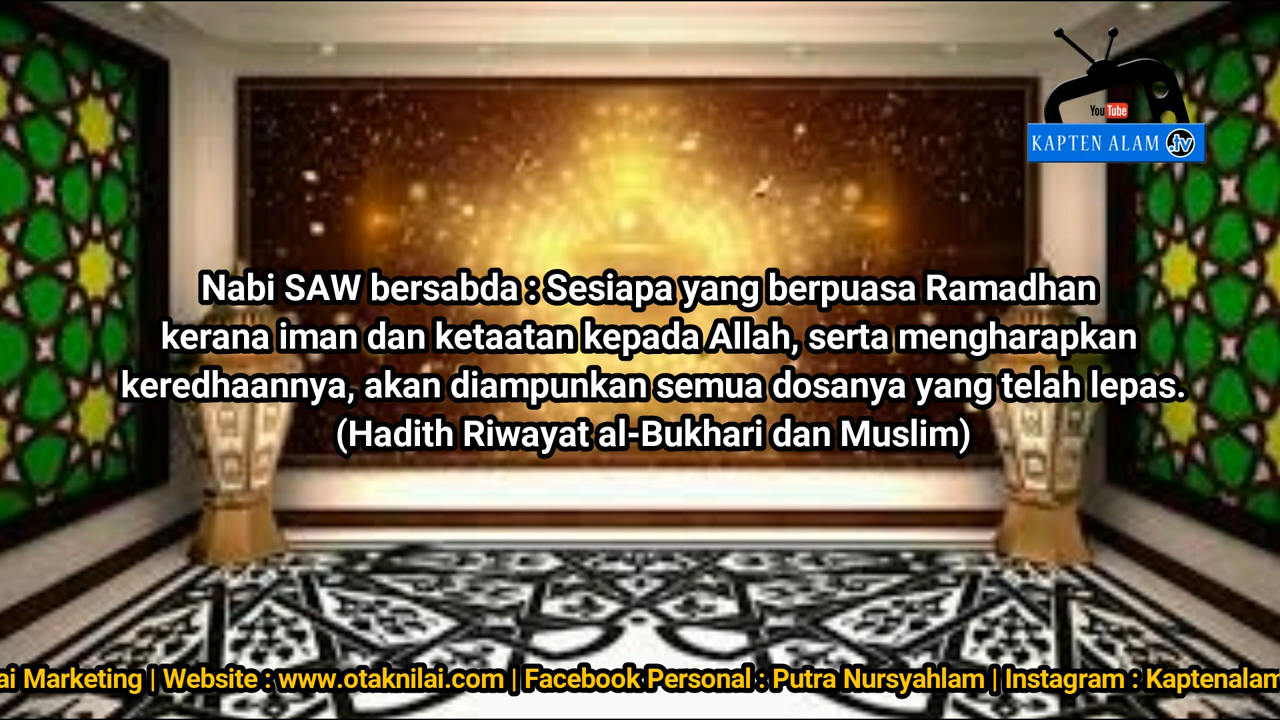 You Tube
KAPTEN ALAM .tv
Nabi SAW bersabda : Sesiapa yang berpuasa Ramadhan
kerana iman dan ketaatan kepada Allah, serta mengharapkan
keredhaannya, akan diampunkan semua dosanya yang telah lepas.
(Hadith Riwayat al-Bukhari dan Muslim)
ai Marketing | Website : www.otaknilai.com | Facebook Personal : Putra Nursyahlam | Instagram : Kaptenalam